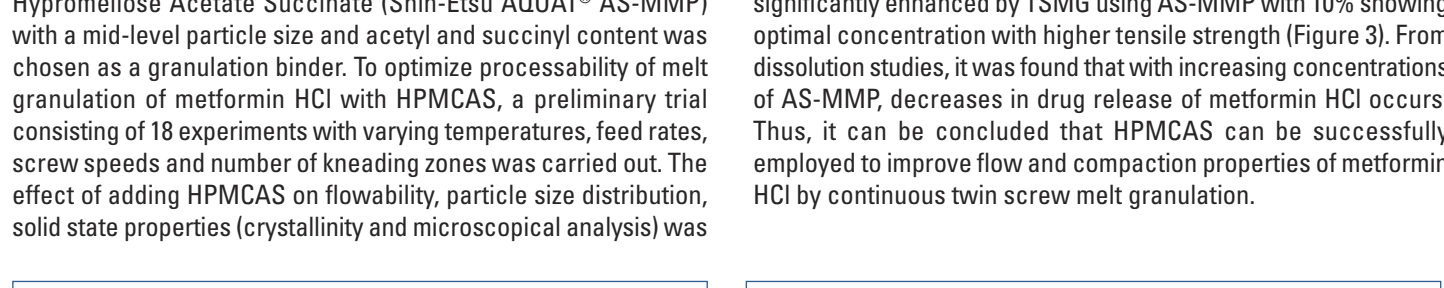 Hypromellose Acetate Succinate (Shin-Etsu AQOAT® AS-MMP)
with a mid-level particle size and acetyl and succinyl content was
chosen as a granulation binder. To optimize processability of melt
granulation of metformin HCl with HPMCAS, a preliminary trial
consisting of 18 experiments with varying temperatures, feed rates,
screw speeds and number of kneading zones was carried out. The
effect of adding HPMCAS on flowability, particle size distribution,
solid state properties (crystallinity and microscopical analysis) was
significantly enhanced by TSMG using AS-MMP with 10% showing
optimal concentration with higher tensile strength (Figure 3). From
dissolution studies, it was found that with increasing concentrations
of AS-MMP, decreases in drug release of metformin HCl occurs
Thus, it can be concluded that HPMCAS can be successfully
employed to improve flow and compaction properties of metformin
HCl by continuous twin screw melt granulation.